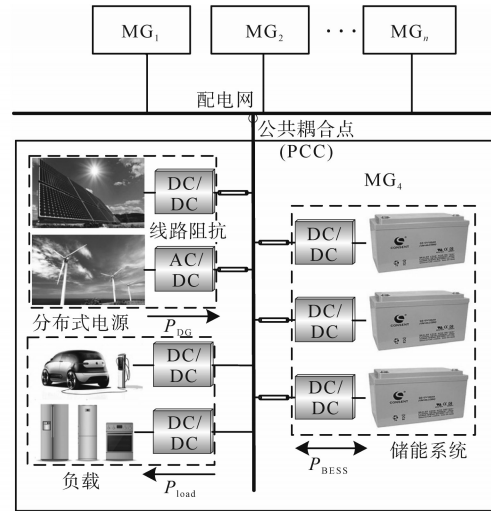 MG1
MG2
...
MGn
配电网
公共耦合点
(PCC)
MG4
DC/
DC
线路阻抗
AC/
DC
分布式电源
PDG
DC/
DC
DC/
DC
负载
Pload
DC/
DC
DC/
DC
DC/
DC
PBESS
储能系统